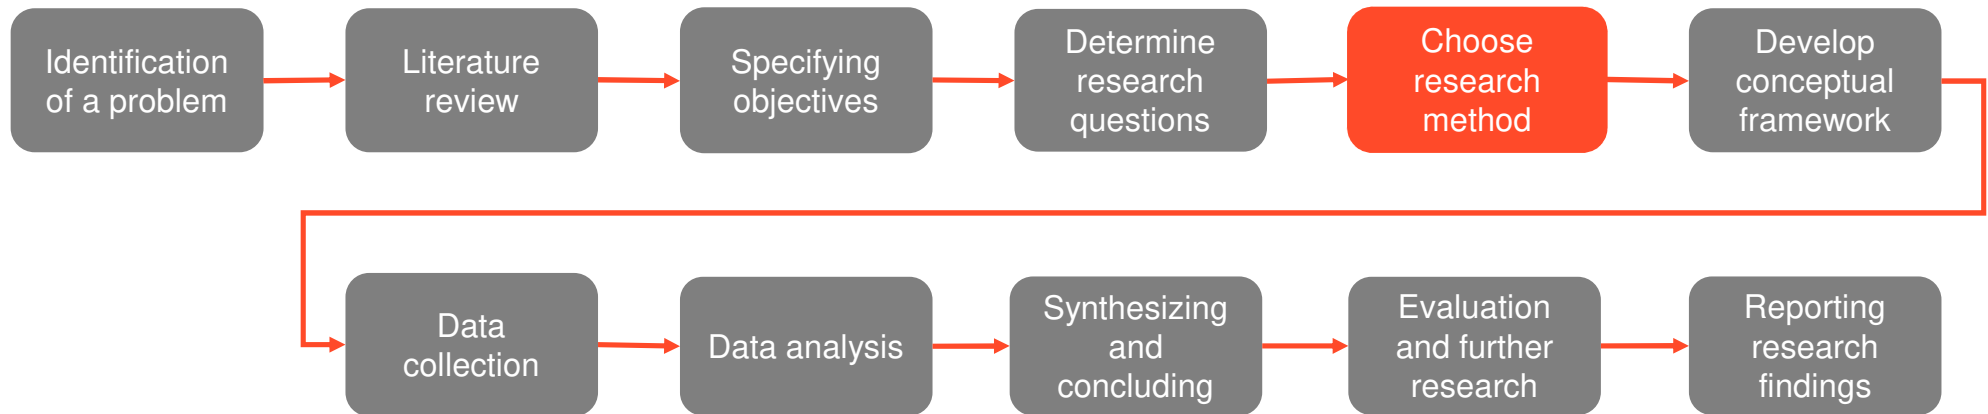 Identification
of a problem
Literature
review
Specifying
objectives
Determine
research
questions
Choose
research
method
Develop
conceptual
framework
Data
collection
Data analysis
Synthesizing
and
concluding
Evaluation
and further
research
Reporting
research
findings